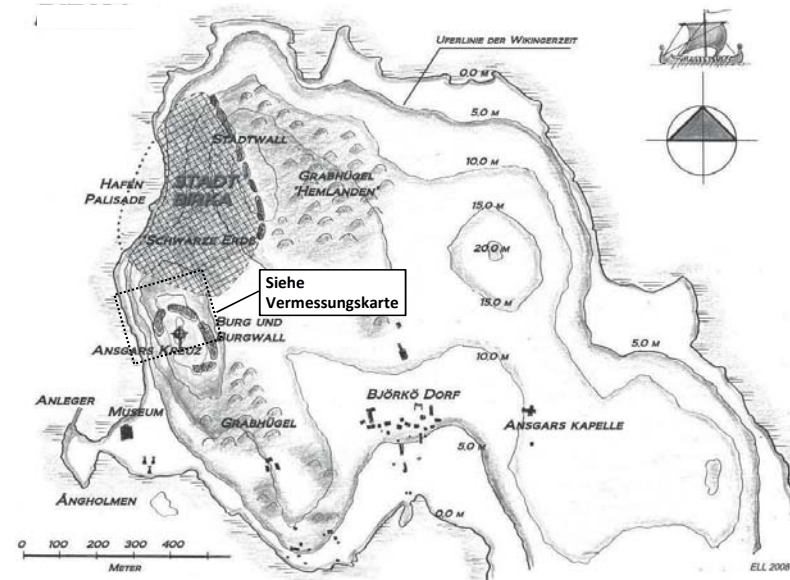 UFERLINIE DER WIKINGERZEIT
0.0 M
5.0 M
10.0 M
STADTWALL
HAFEN
PALISADE
STADT
BIRKA
GRABHÜGEL
"HEMLANDEN"
15.0 M
20.0 M
"SCHWARZE ERDE"
15.0 M
Siehe
Vermessungskarte
BURG UND
BURGWALL
ANSGARS KREUZ
5.0 M
10.0 M
ANLEGER
MUSEUM
BJÖRKÖ DORF
ANSGARS KAPELLE
GRABHÜGEL
5.0 M
ÅNGHOLMEN
0.0 M
0 100 200 400
METER
ELL 2008